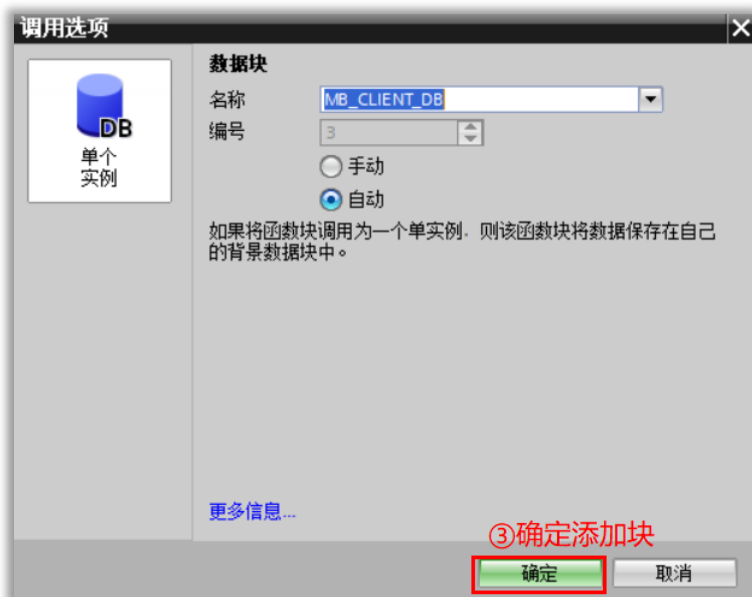 调用选项
DB
单个
实例
数据块
名称
MB_CLIENT_DB
编号
3
手动
自动
如果将函数块调用为一个单实例，则该函数块将数据保存在自己
的背景数据块中。
更多信息...
③确定添加块
确定
取消